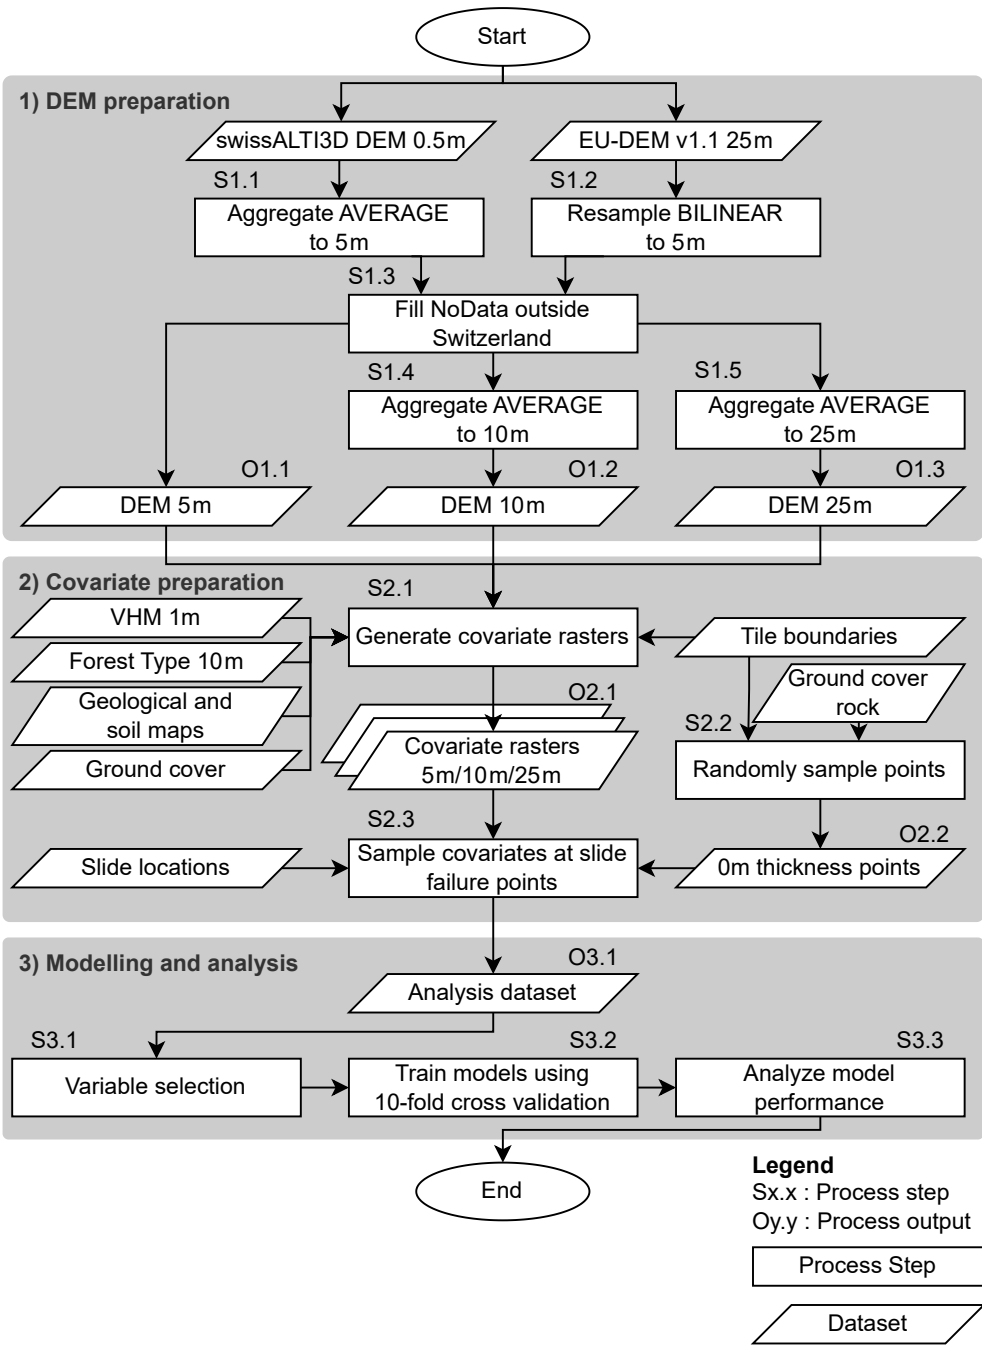 Start
1) DEM preparation
swissALTI3D DEM 0.5m
EU-DEM v1.1 25m
S1.1
S1.2
Aggregate AVERAGE
to 5m
Resample BILINEAR
to 5m
S1.3
Fill NoData outside
Switzerland
S1.4
S1.5
Aggregate AVERAGE
to 10m
Aggregate AVERAGE
to 25m
O1.1
O1.2
O1.3
DEM 5m
DEM 10m
DEM 25m
2) Covariate preparation
S2.1
VHM 1m
Generate covariate rasters
Tile boundaries
Forest Type 10m
Ground cover
rock
Geological and
soil maps
O2.1
S2.2
Covariate rasters
5m/10m/25m
Ground cover
Randomly sample points
S2.3
O2.2
Slide locations
Sample covariates at slide
failure points
0m thickness points
3) Modelling and analysis
O3.1
Analysis dataset
S3.1
S3.2
S3.3
Variable selection
Train models using
10-fold cross validation
Analyze model
performance
End
Legend
Sx.x : Process step
Oy.y : Process output
Process Step
Dataset